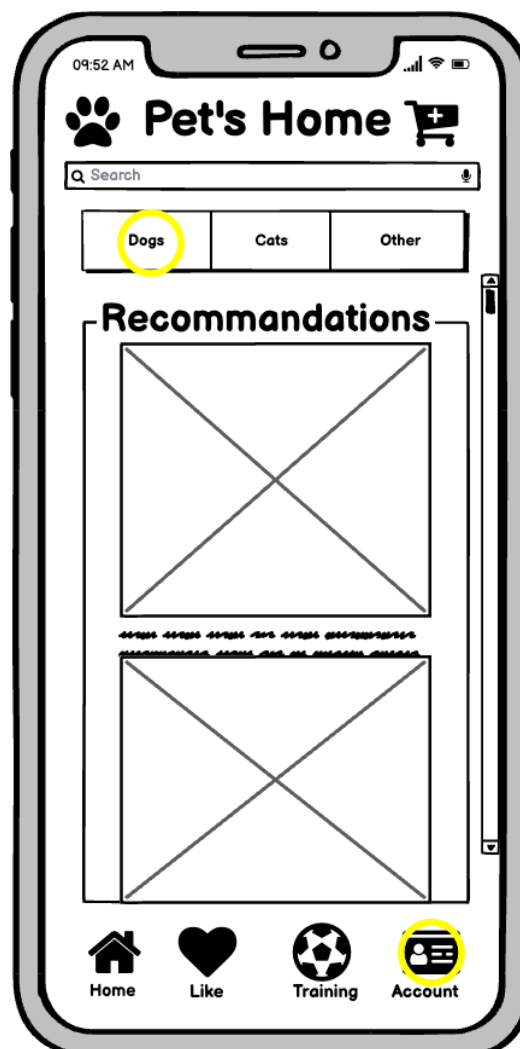 09:52 AM
Pet's Home
Search
Dogs Cats Other
Recommandations
Home Like Training Account